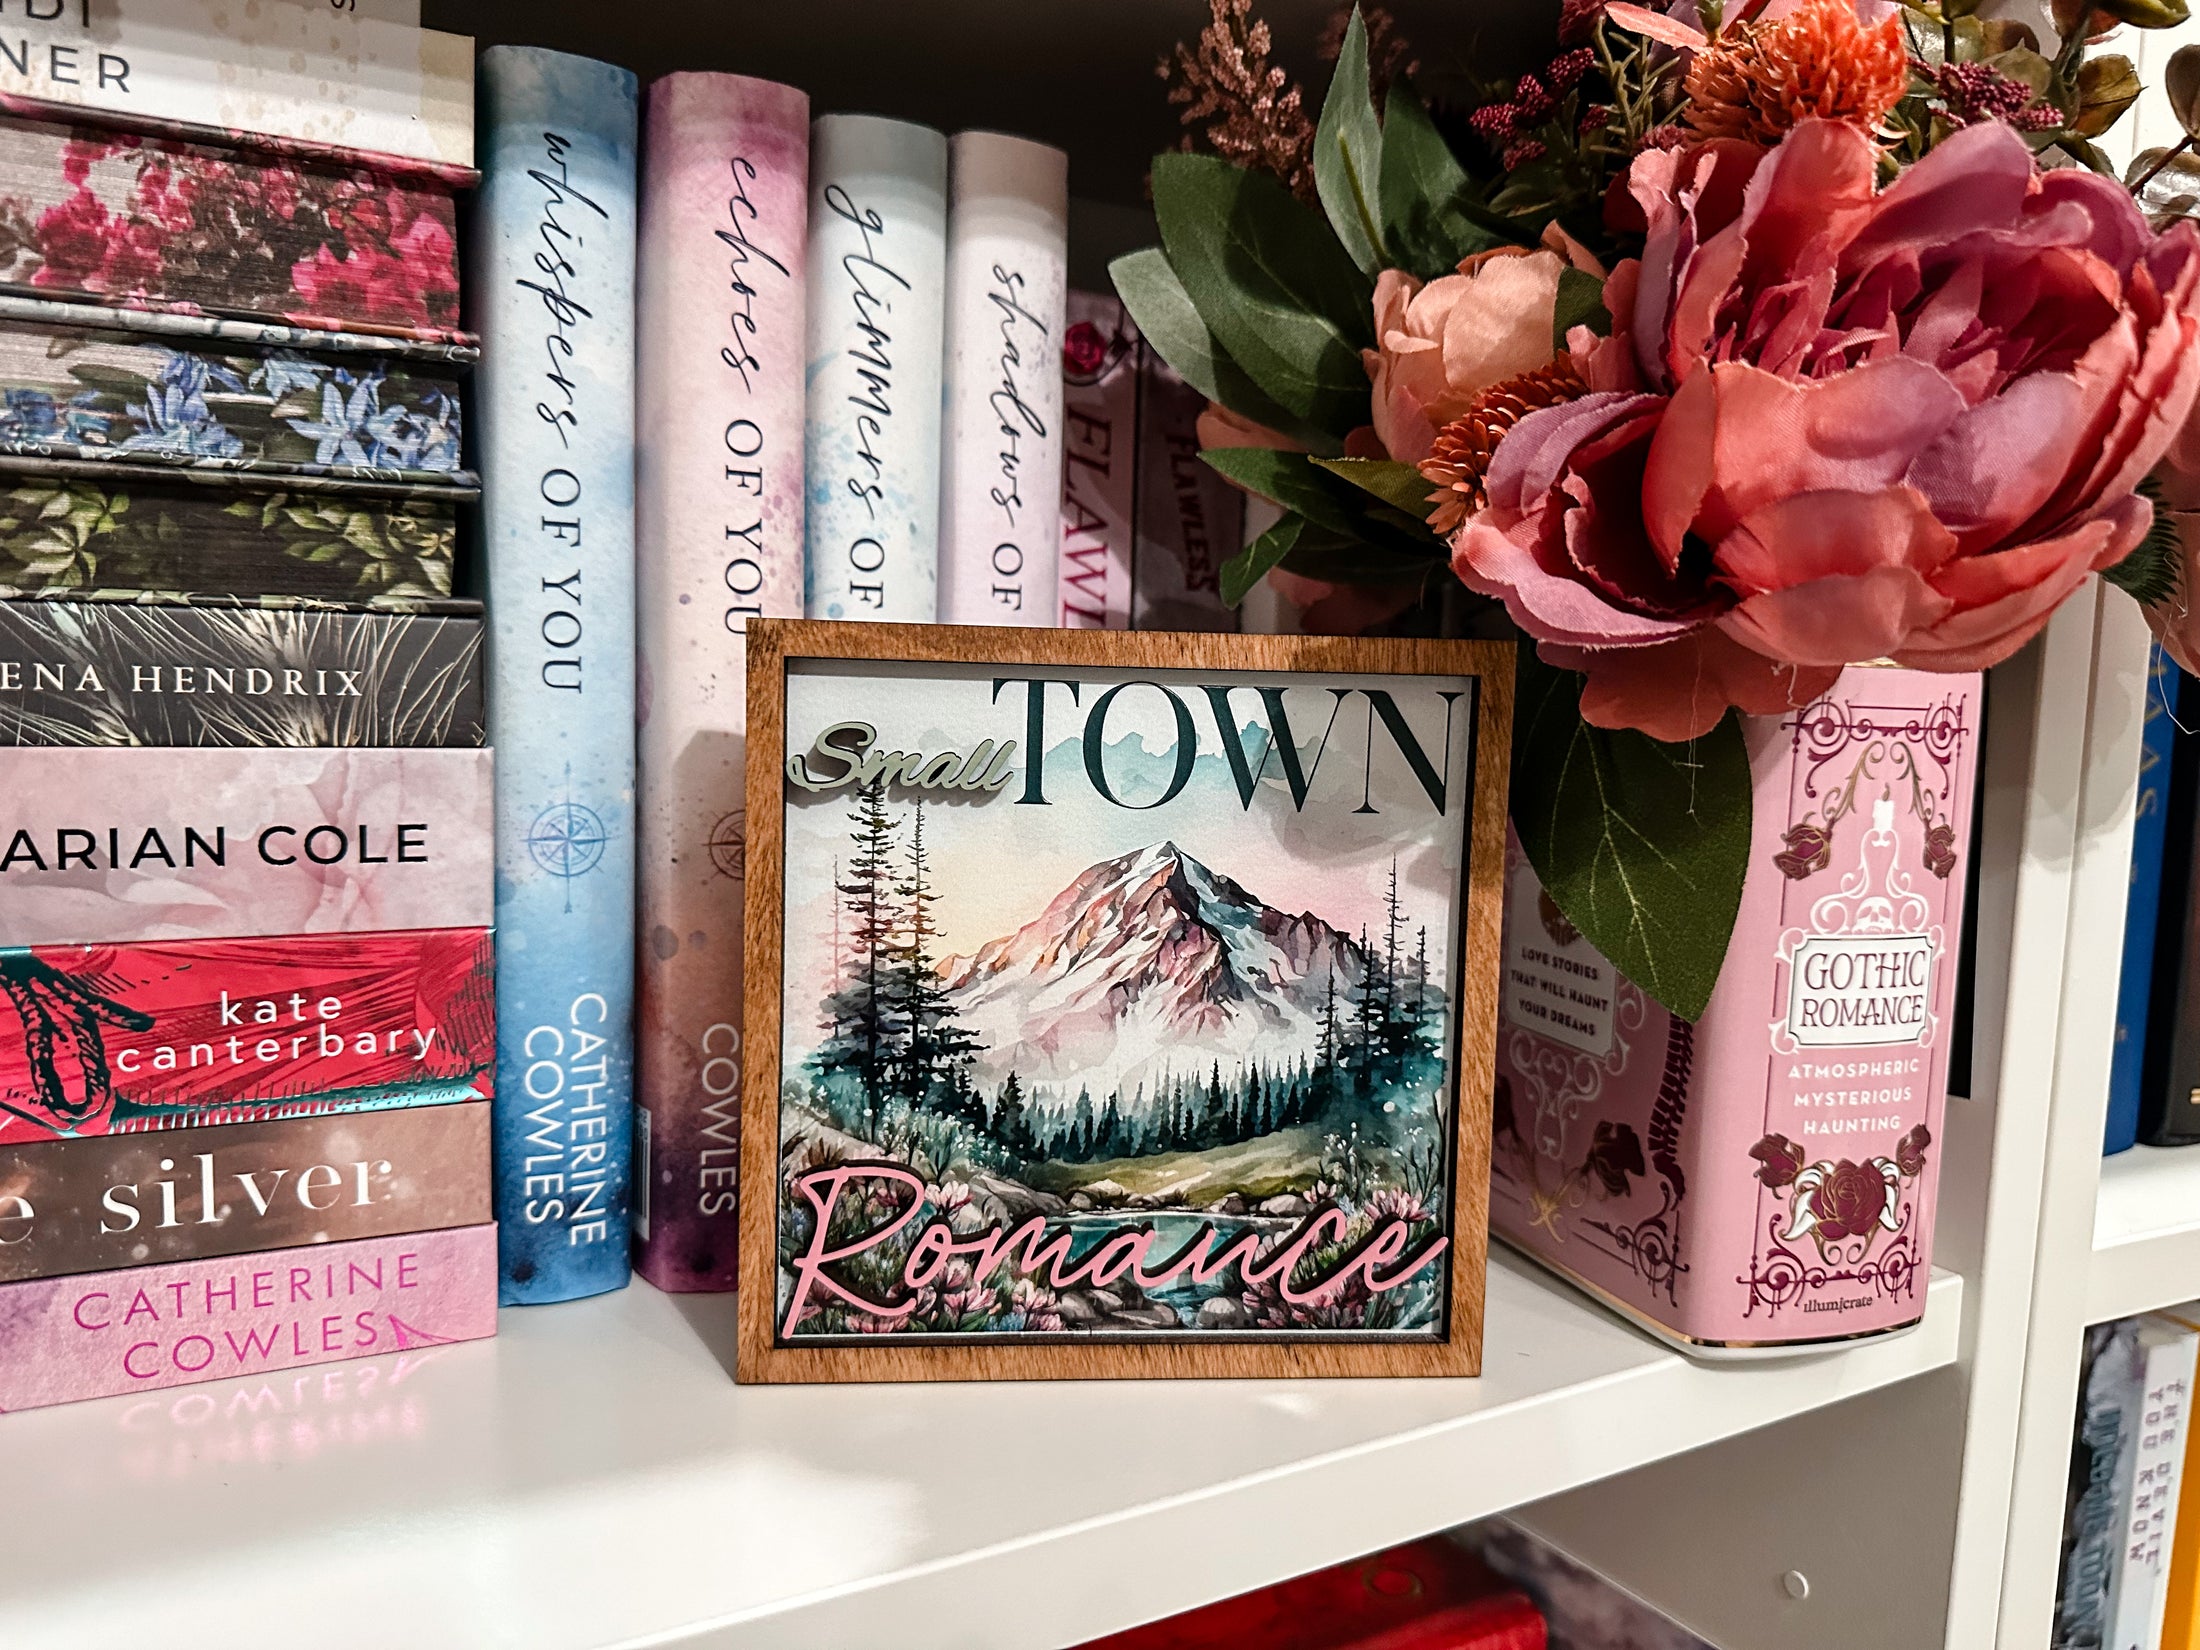 NER
ENA HENDRIX
ARIAN COLE
kate
canterbary
e silver
CATHERINE
COWLES
whispers OF YOU
CATHERINE
COWLES
echoes OF YOU
COWLES
glimmers OF
shadows OF
FLAWL
FLAWLESS
Small TOWN
Romance
LOVE STORIES
THAT WILL HAUNT
YOUR DREAMS
GOTHIC
ROMANCE
ATMOSPHERIC
MYSTERIOUS
HAUNTING
illumicrate
THE DEVIL
YOU KNOW